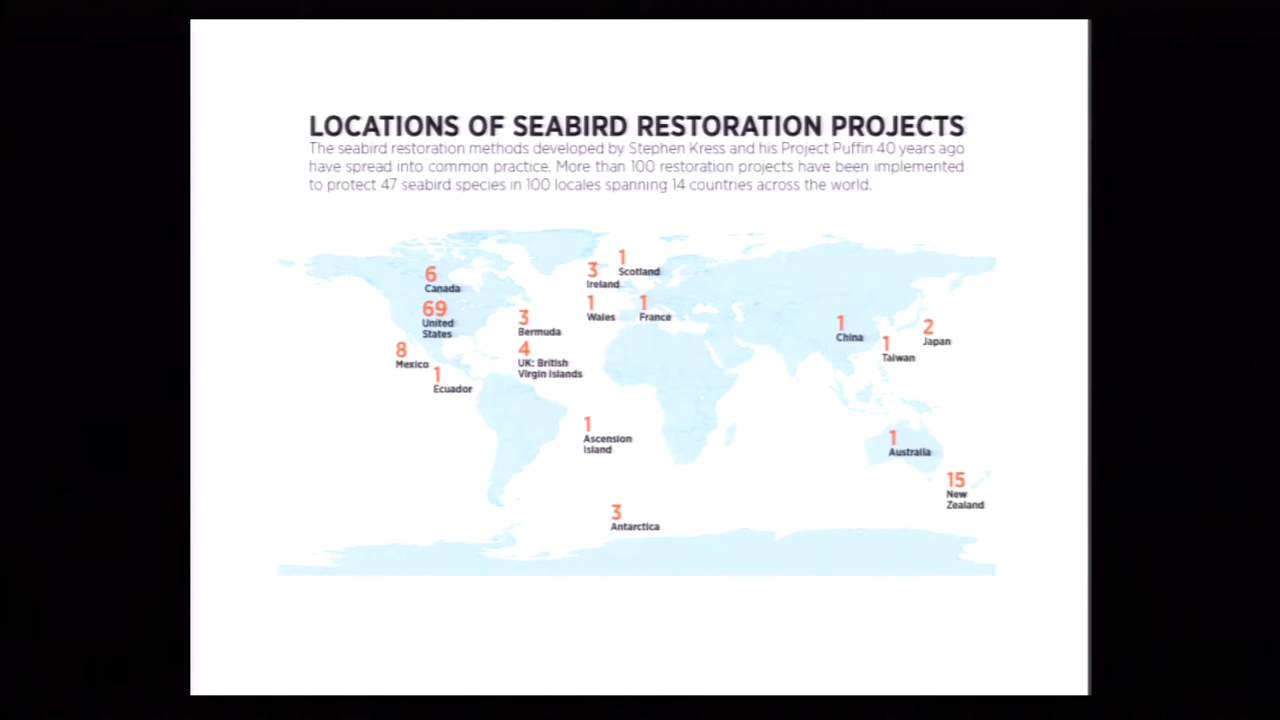 LOCATIONS OF SEABIRD RESTORATION PROJECTS
The seabird restoration methods developed by Stephen Kress and his Project Puffin 40 years ago
have spread into common practice. More than 100 restoration projects have been implemented
to protect 47 seabird species in 100 locales spanning 14 countries across the world.
1
Scotland
3
Ireland
6
Canada
1
Wales
1
France
69
United
States
3
Bermuda
1
China
2
Japan
1
Taiwan
8
Mexico
4
UK: British
Virgin Islands
1
Ecuador
1
Ascension
Island
1
Australia
15
New
Zealand
3
Antarctica